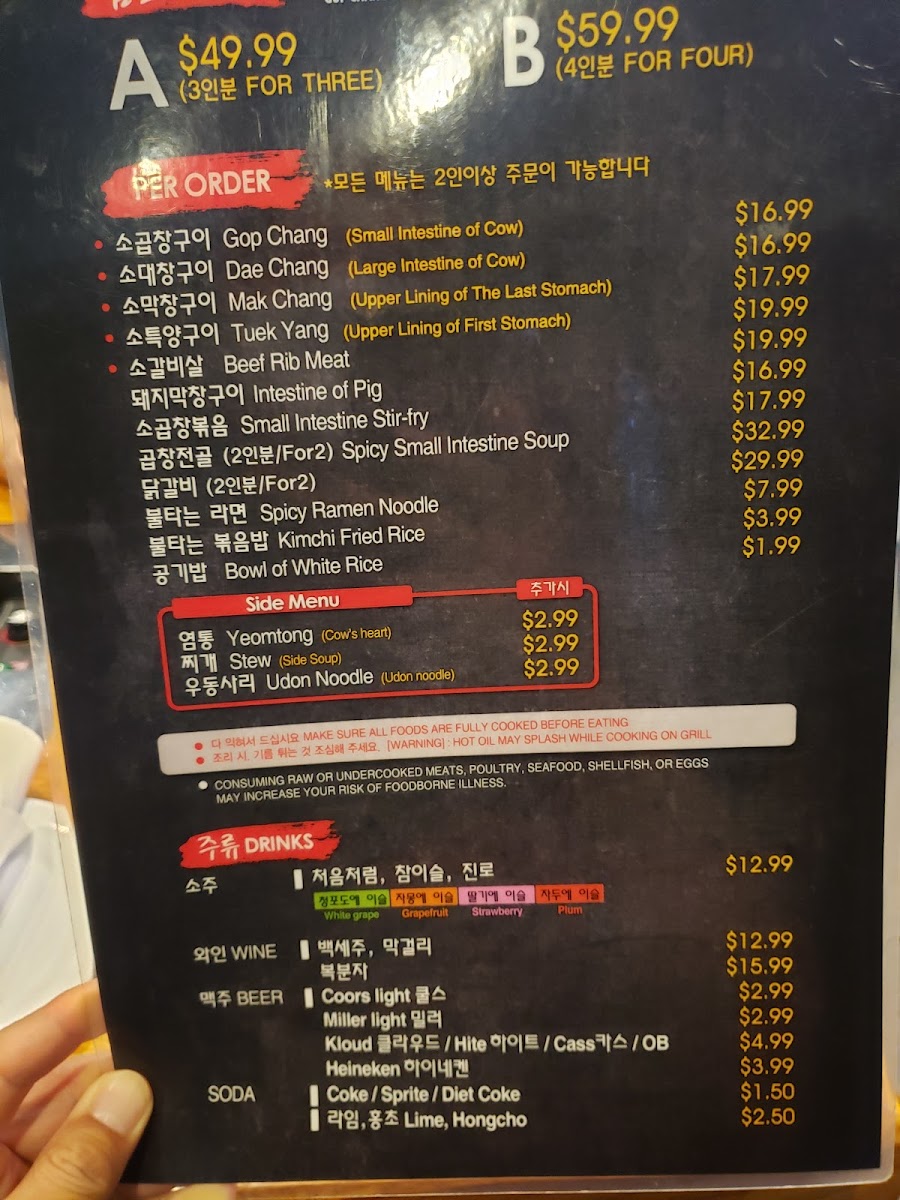 A $49.99 B $59.99
(3인분 FOR THREE) (4인분 FOR FOUR)
PER ORDER *모든 메뉴는 2인이상 주문이 가능합니다
소곱창구이 Gop Chang (Small Intestine of Cow) $16.99
소대창구이 Dae Chang (Large Intestine of Cow) $16.99
소막창구이 Mak Chang (Upper Lining of The Last Stomach) $17.99
소특양구이 Tuek Yang (Upper Lining of First Stomach) $19.99
소갈비살 Beef Rib Meat $19.99
돼지막창구이 Intestine of Pig $16.99
소곱창볶음 Small Intestine Stir-fry $17.99
곱창전골 (2인분/For2) Spicy Small Intestine Soup $32.99
닭갈비 (2인분/For2) $29.99
불타는 라면 Spicy Ramen Noodle $7.99
불타는 볶음밥 Kimchi Fried Rice $3.99
공기밥 Bowl of White Rice $1.99
Side Menu 추가시
염통 Yeomtong (Cow's heart) $2.99
찌개 Stew (Side Soup) $2.99
우동사리 Udon Noodle (Udon noodle) $2.99
다 익혀서 드십시요 MAKE SURE ALL FOODS ARE FULLY COOKED BEFORE EATING
조리 시, 기름 튀는 것 조심해 주세요. [WARNING] : HOT OIL MAY SPLASH WHILE COOKING ON GRILL
CONSUMING RAW OR UNDERCOOKED MEATS, POULTRY, SEAFOOD, SHELLFISH, OR EGGS
MAY INCREASE YOUR RISK OF FOODBORNE ILLNESS.
주류 DRINKS
소주 처음처럼, 참이슬, 진로 $12.99
청포도에 이슬 자몽에 이슬 딸기에 이슬 자두에 이슬
White grape Grapefruit Strawberry Plum
와인 WINE 백세주, 막걸리 $12.99
복분자 $15.99
맥주 BEER Coors light 쿨스 $2.99
Miller light 밀러 $2.99
Kloud 클라우드 / Hite 하이트 / Cass카스 / OB $4.99
Heineken 하이네켄 $3.99
SODA Coke / Sprite / Diet Coke $1.50
라임,홍초 Lime, Hongcho $2.50